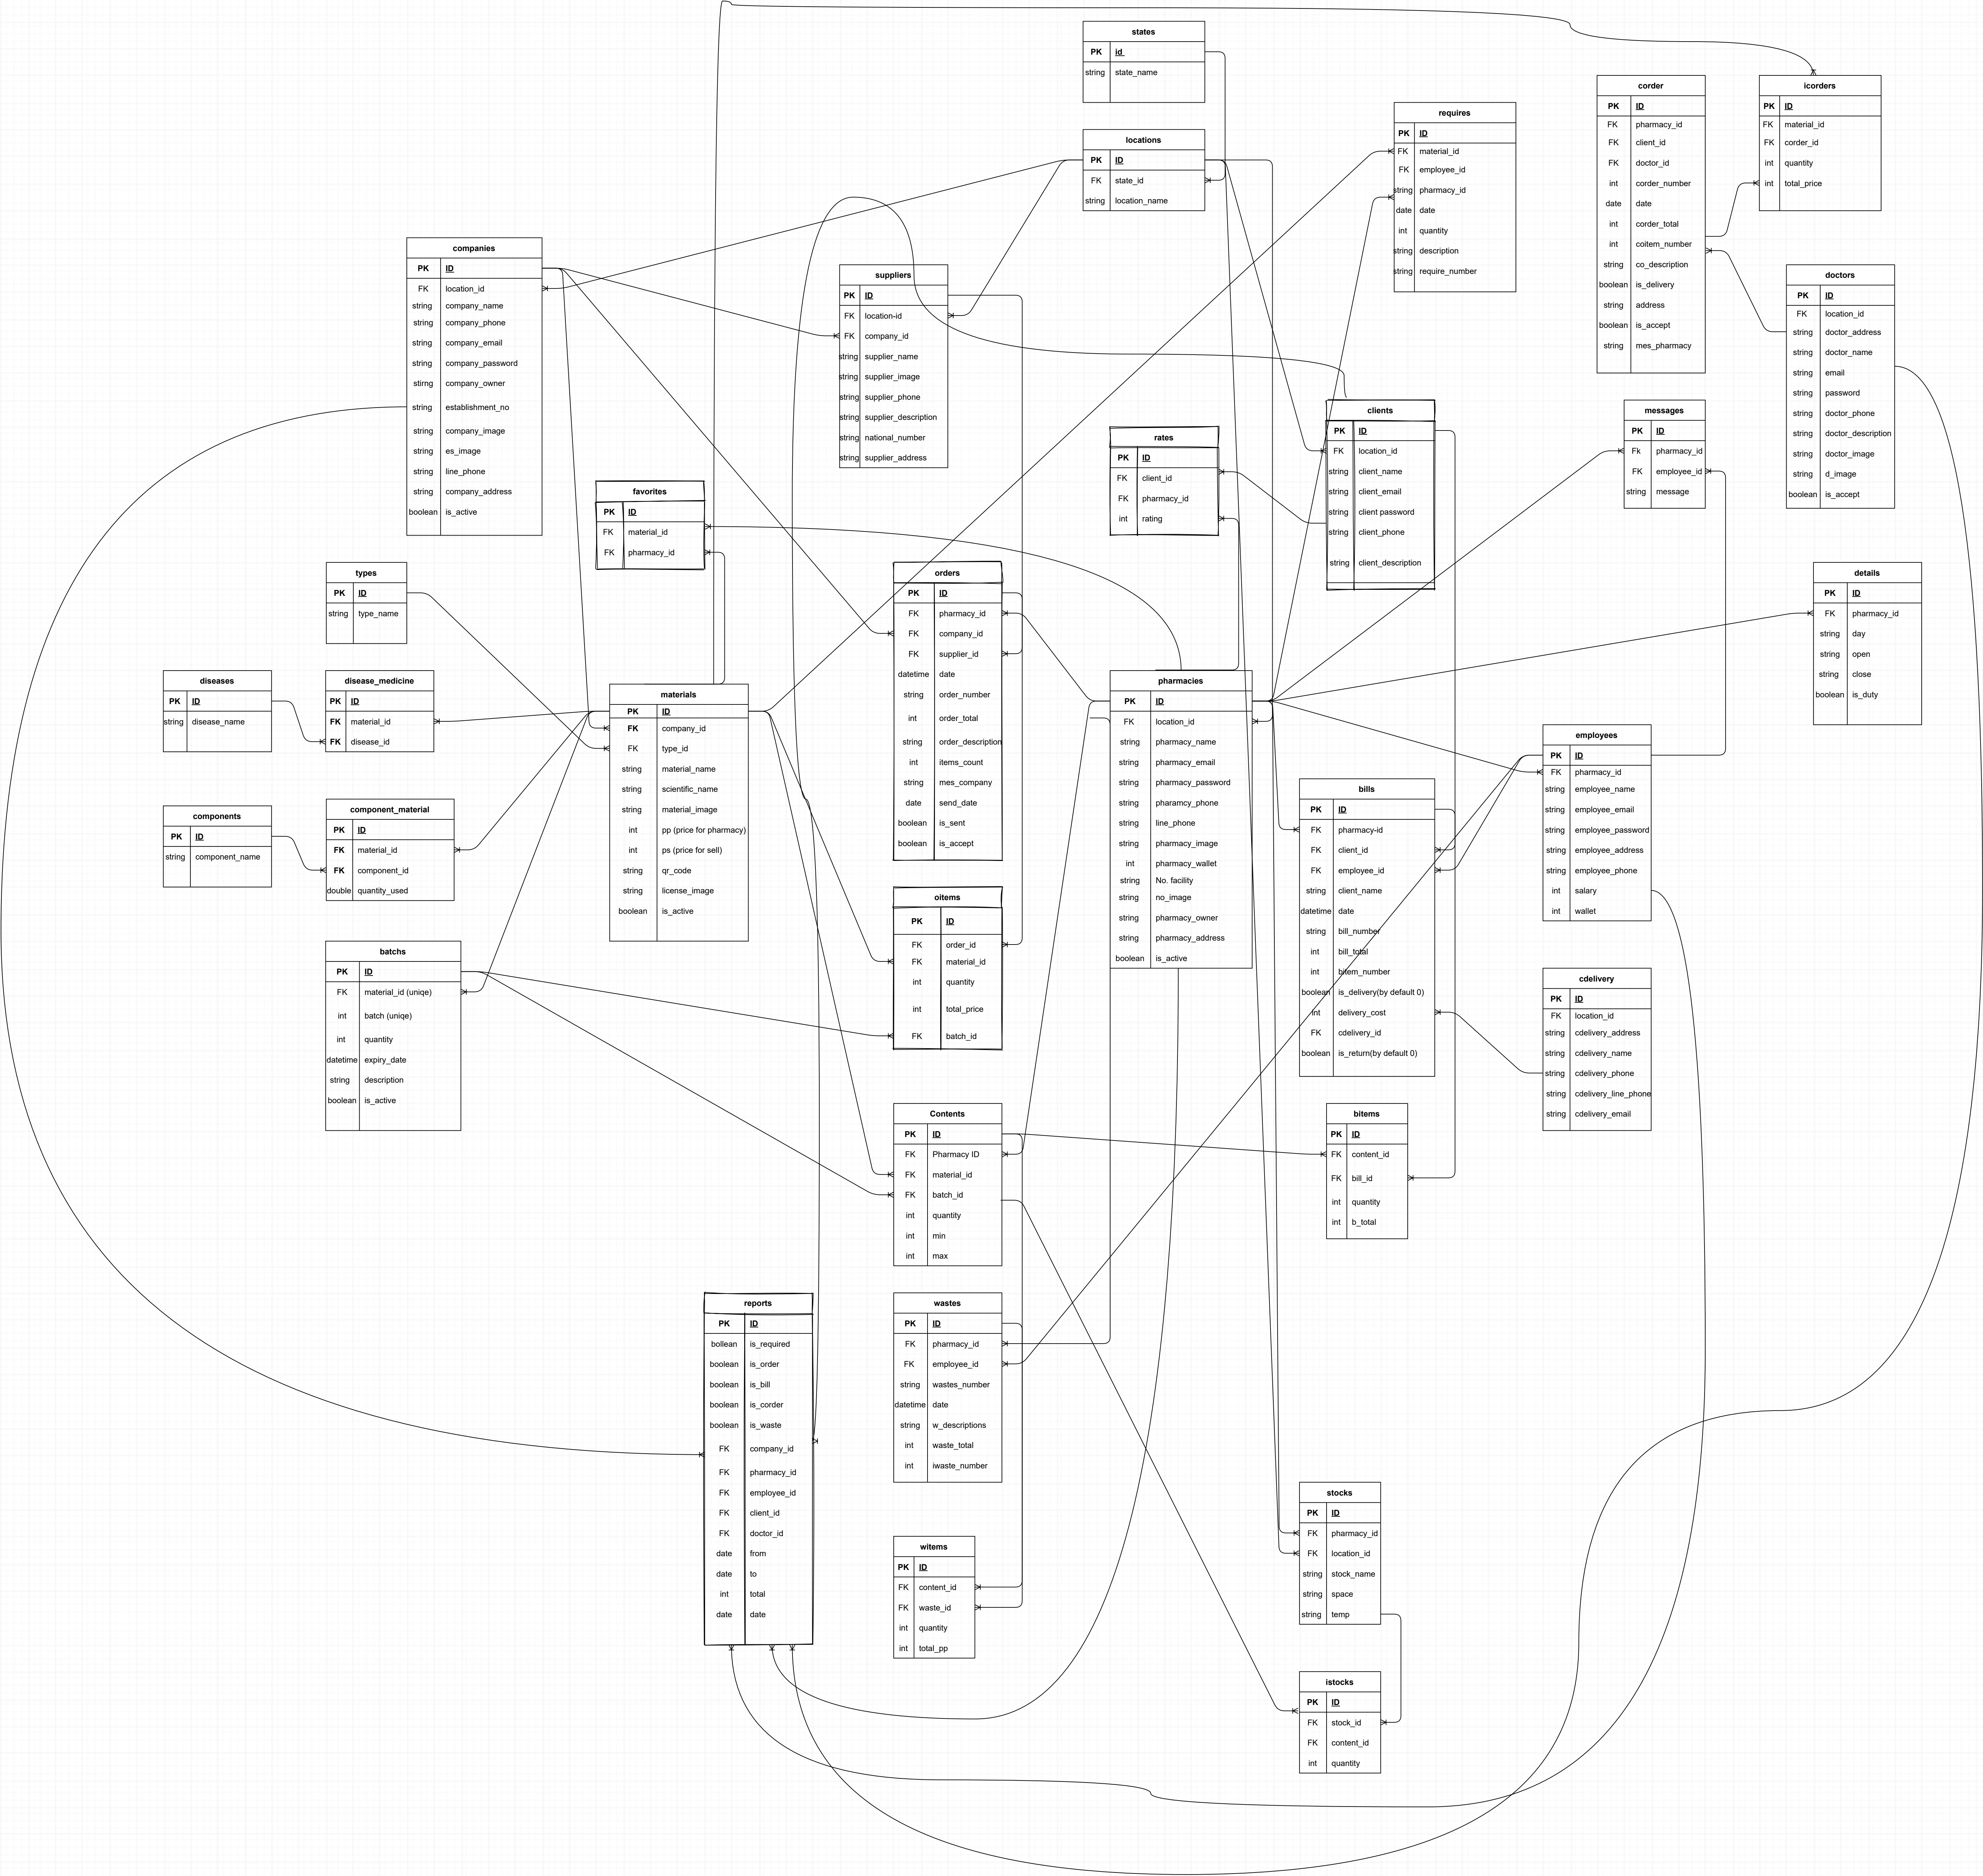 states
PK id
string state_name
locations
PK ID
FK state_id
string location_name
requires
PK ID
FK material_id
FK employee_id
string pharmacy_id
date date
int quantity
string description
string require_number
corder
PK ID
FK pharmacy_id
FK client_id
FK doctor_id
int corder_number
date date
int corder_total
int coitem_number
string co_description
boolean is_delivery
string address
boolean is_accept
string mes_pharmacy
icorders
PK ID
FK material_id
FK corder_id
int quantity
int total_price
companies
PK ID
FK location_id
string company_name
string company_phone
string company_email
string company_password
stirng company_owner
string establishment_no
string company_image
string es_image
string line_phone
string company_address
boolean is_active
suppliers
PK ID
FK location-id
FK company_id
string supplier_name
string supplier_image
string supplier_phone
string supplier_description
string national_number
string supplier_address
doctors
PK ID
FK location_id
string doctor_address
string doctor_name
string email
string password
string doctor_phone
string doctor_description
string doctor_image
string d_image
boolean is_accept
clients
PK ID
FK location_id
string client_name
string client_email
string client password
string client_phone
string client_description
messages
PK ID
Fk pharmacy_id
FK employee_id
string message
rates
PK ID
FK client_id
FK pharmacy_id
int rating
favorites
PK ID
FK material_id
FK pharmacy_id
types
PK ID
string type_name
orders
PK ID
FK pharmacy_id
FK company_id
FK supplier_id
datetime date
string order_number
int order_total
string order_description
int items_count
string mes_company
date send_date
boolean is_sent
boolean is_accept
details
PK ID
FK pharmacy_id
string day
string open
string close
boolean is_duty
diseases
PK ID
string disease_name
disease_medicine
PK ID
FK material_id
FK disease_id
materials
PK ID
FK company_id
FK type_id
string material_name
string scientific_name
string material_image
int pp (price for pharmacy)
int ps (price for sell)
string qr_code
string license_image
boolean is_active
pharmacies
PK ID
FK location_id
string pharmacy_name
string pharmacy_email
string pharmacy_password
string pharamcy_phone
string line_phone
string pharmacy_image
int pharmacy_wallet
string No. facility
string no_image
string pharmacy_owner
string pharmacy_address
boolean is_active
employees
PK ID
FK pharmacy_id
string employee_name
string employee_email
string employee_password
string employee_address
string employee_phone
int salary
int wallet
bills
PK ID
FK pharmacy-id
FK client_id
FK employee_id
string client_name
datetime date
string bill_number
int bill_total
int bitem_number
boolean is_delivery(by default 0)
int delivery_cost
FK cdelivery_id
boolean is_return(by default 0)
components
PK ID
string component_name
component_material
PK ID
FK material_id
FK component_id
double quantity_used
oitems
PK ID
FK order_id
FK material_id
int quantity
int total_price
FK batch_id
batchs
PK ID
FK material_id (uniqe)
int batch (uniqe)
int quantity
datetime expiry_date
string description
boolean is_active
cdelivery
PK ID
FK location_id
string cdelivery_address
string cdelivery_name
string cdelivery_phone
string cdelivery_line_phone
string cdelivery_email
Contents
PK ID
FK Pharmacy ID
FK material_id
FK batch_id
int quantity
int min
int max
bitems
PK ID
FK content_id
FK bill_id
int quantity
int b_total
reports
PK ID
bollean is_required
boolean is_order
boolean is_bill
boolean is_corder
boolean is_waste
FK company_id
FK pharmacy_id
FK employee_id
FK client_id
FK doctor_id
date from
date to
int total
date date
wastes
PK ID
FK pharmacy_id
FK employee_id
string wastes_number
datetime date
string w_descriptions
int waste_total
int iwaste_number
stocks
PK ID
FK pharmacy_id
FK location_id
string stock_name
string space
string temp
witems
PK ID
FK content_id
FK waste_id
int quantity
int total_pp
istocks
PK ID
FK stock_id
FK content_id
int quantity